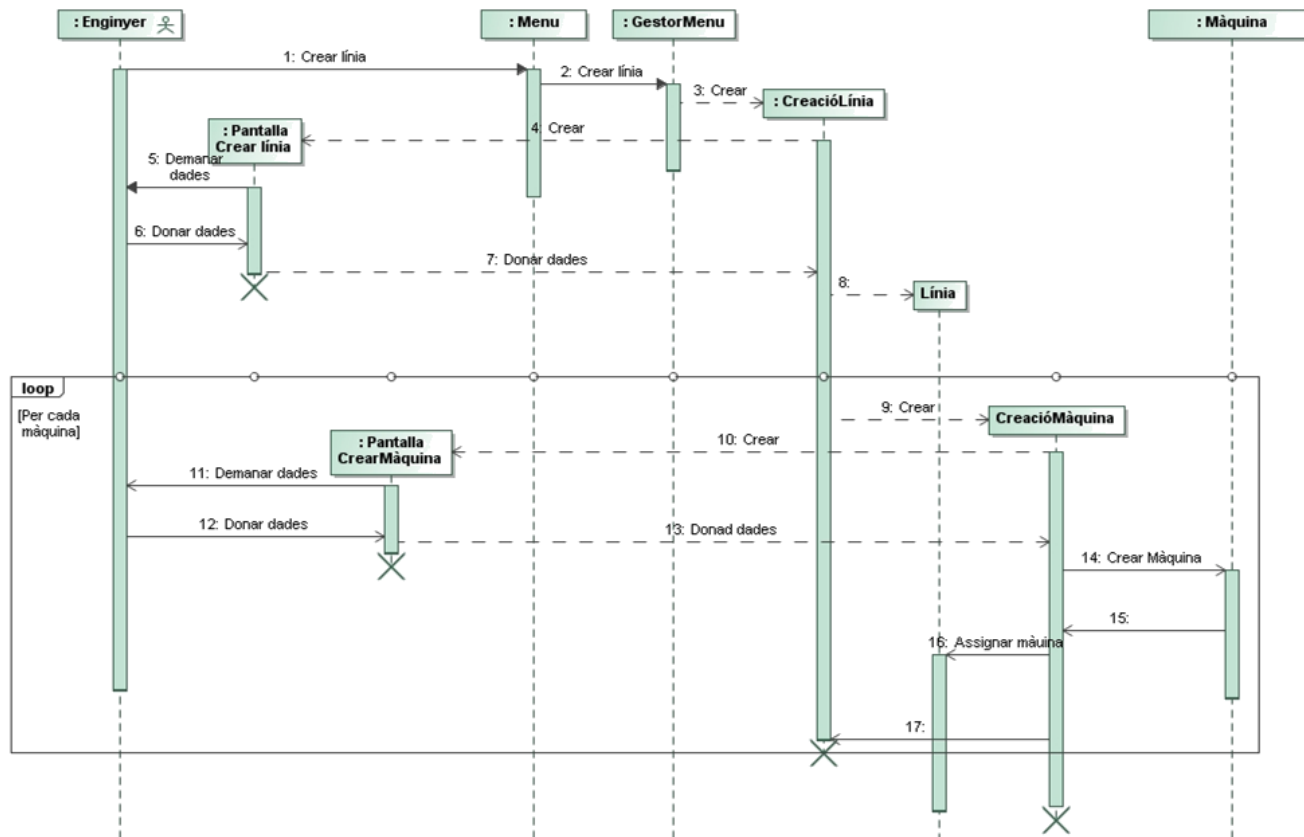 : Enginyer
: Menu
: GestorMenu
: Màquina
1: Crear línia
2: Crear línia
3: Crear
: CreacióLínia
: Pantalla
Crear línia
4: Crear
5: Demanar
dades
6: Donar dades
7: Donar dades
8:
Línia
loop
[Per cada
màquina]
9: Crear
CreacióMàquina
: Pantalla
CrearMàquina
10: Crear
11: Demanar dades
12: Donar dades
13: Donad dades
14: Crear Màquina
15:
16: Assignar màuina
17: